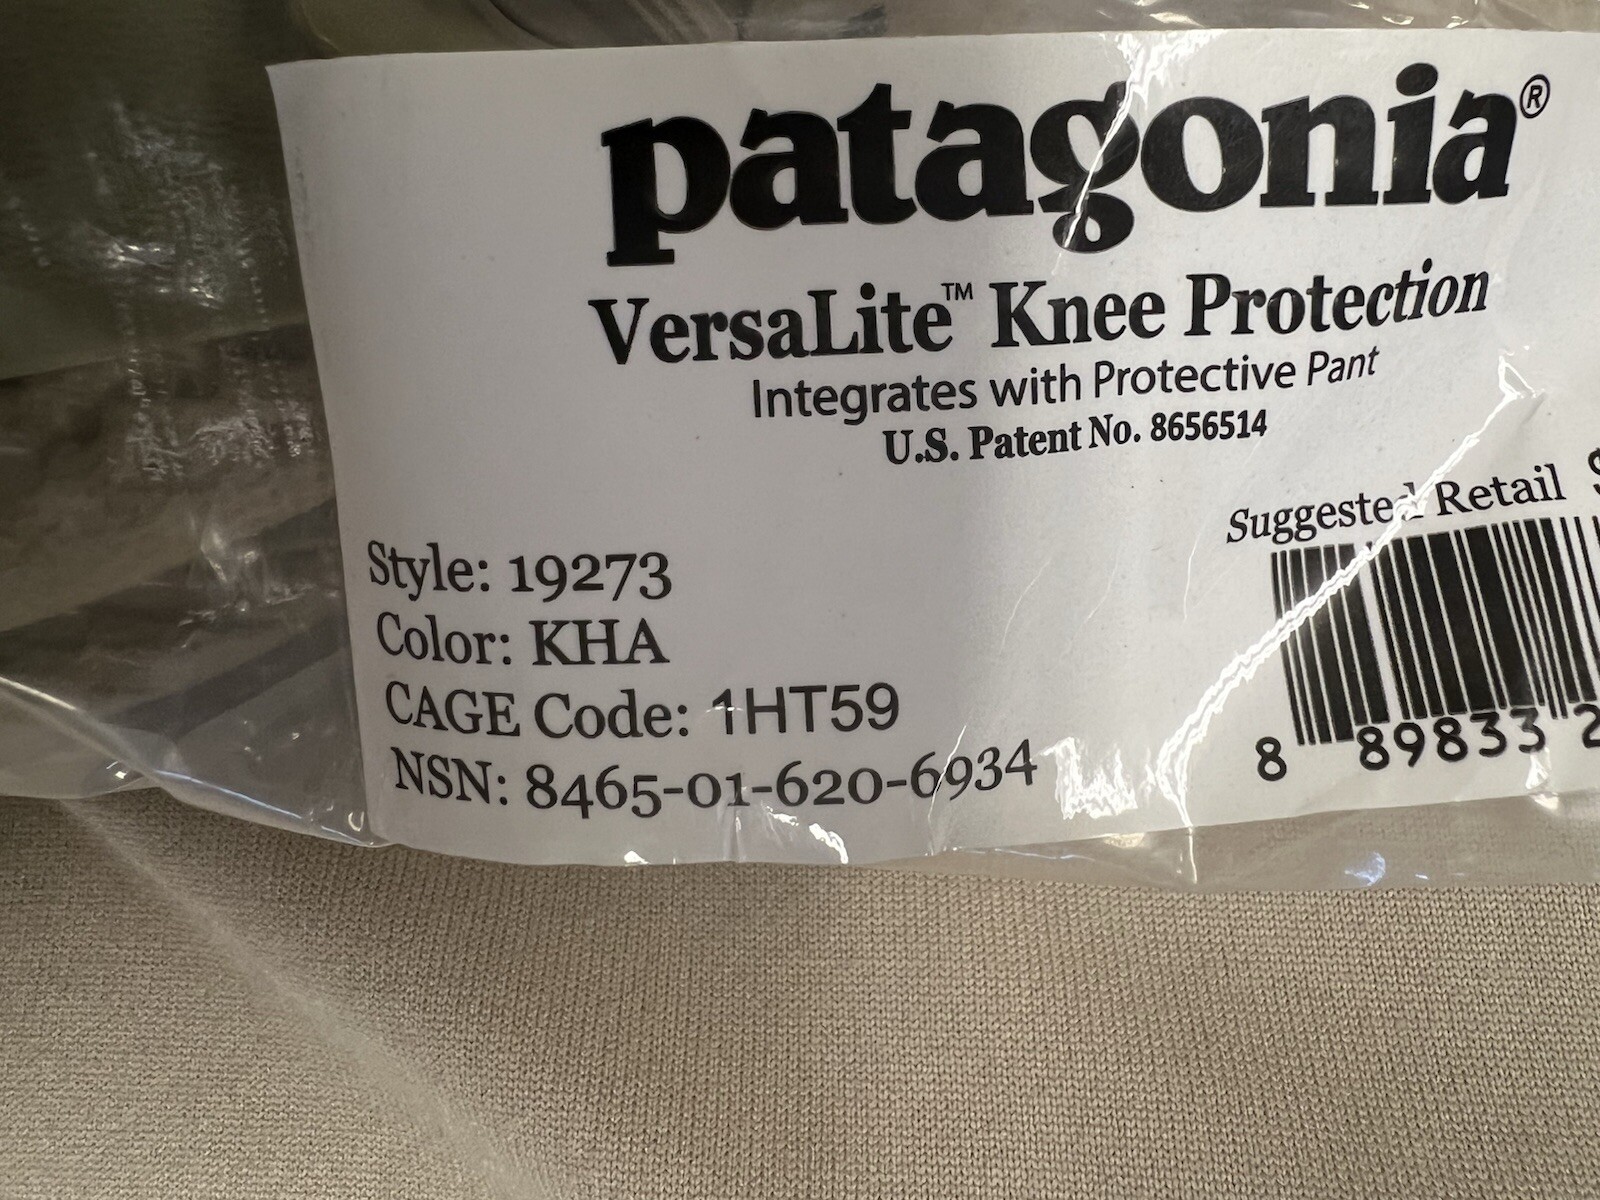 patagonia®
VersaLite™ Knee Protection
Integrates with Protective Pant
U.S. Patent No. 8656514
Suggested Retail
Style: 19273
Color: KHA
CAGE Code: 1HT59
NSN: 8465-01-620-6934
8 89833 2